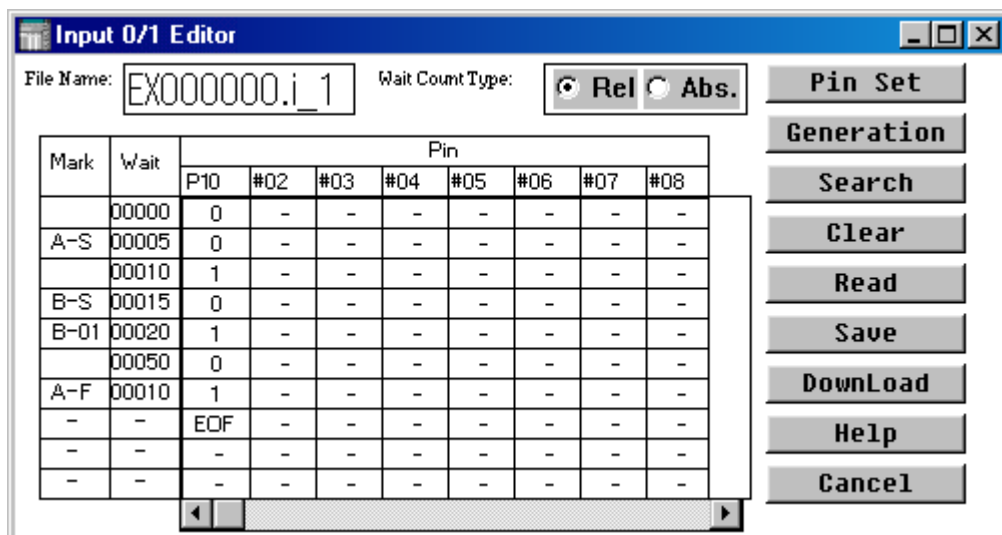 Input 0/1 Editor
File Name: EX000000.i_1 Wait Count Type: Rel Abs.
Pin Set
Generation
Search
Clear
Read
Save
DownLoad
Help
Cancel
Mark Wait Pin
P10 #02 #03 #04 #05 #06 #07 #08
00000 0 - - - - - - -
A-S 00005 0 - - - - - - -
00010 1 - - - - - - -
B-S 00015 0 - - - - - - -
B-01 00020 1 - - - - - - -
00050 0 - - - - - - -
A-F 00010 1 - - - - - - -
- - EOF - - - - - - -
- - - - - - - - - -
- - - - - - - - - -